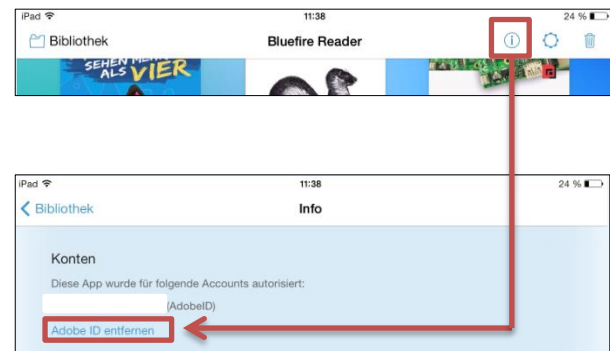 iPad 11:38 24 %
Bibliothek Bluefire Reader
SEHEN MEHR
ALS VIER
iPad 11:38 24 %
Bibliothek Info
Konten
Diese App wurde für folgende Accounts autorisiert:
(AdobeID)
Adobe ID entfernen